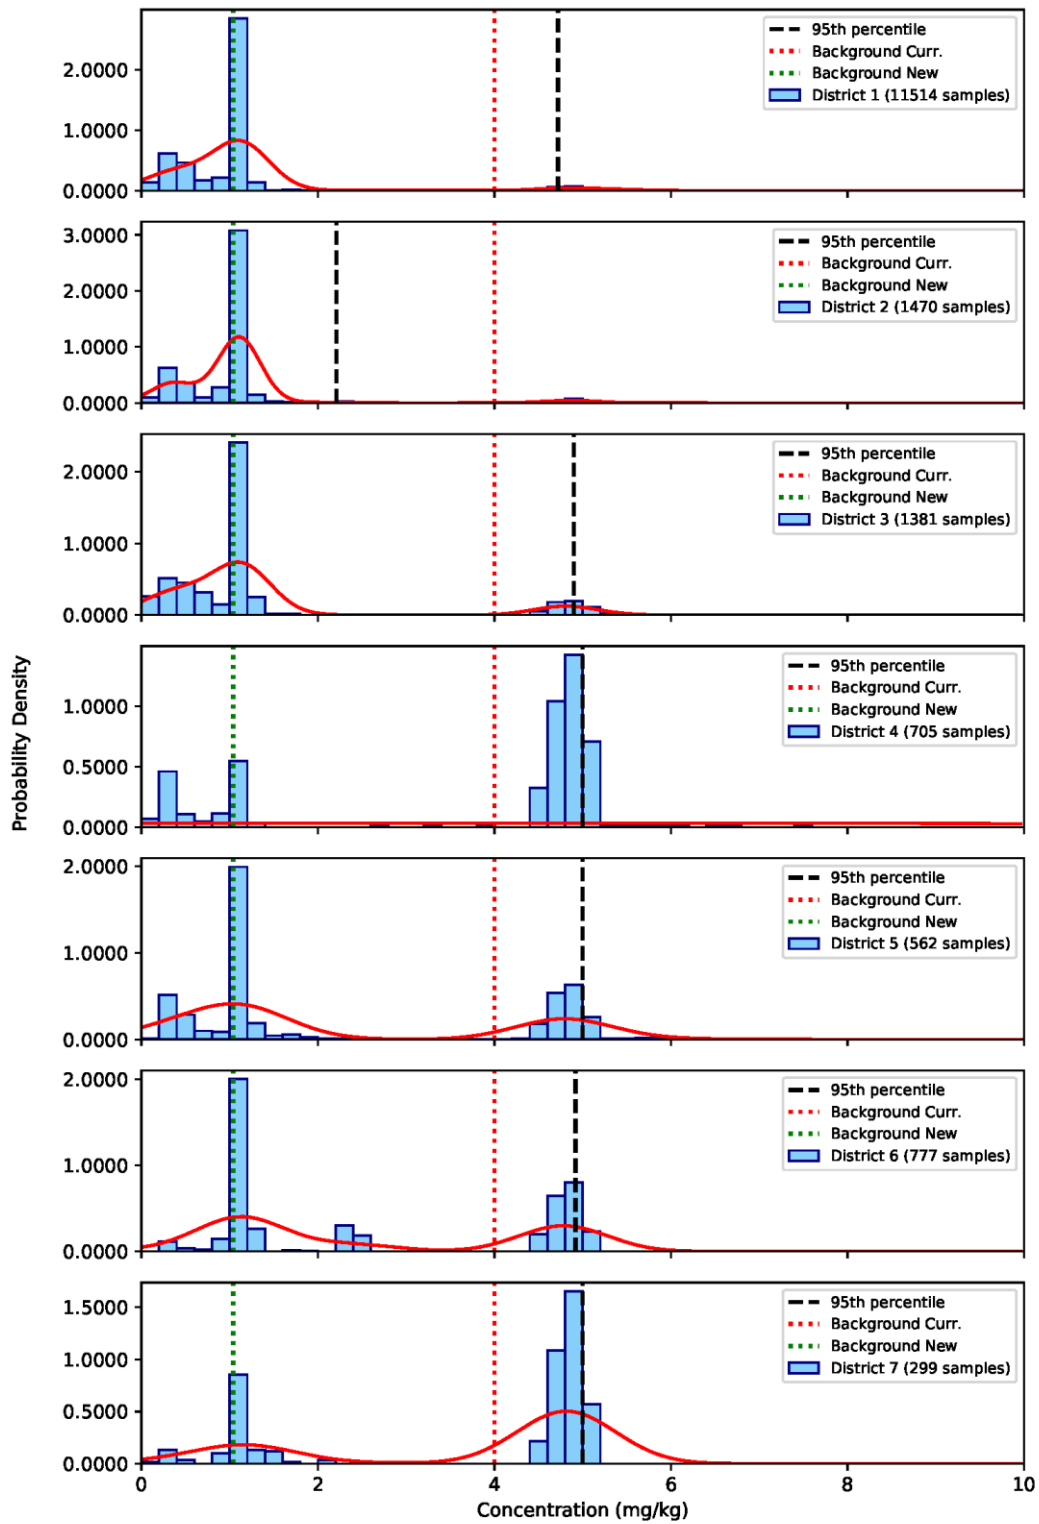 2.0000
1.0000
0.0000
95th percentile
Background Curr.
Background New
District 1 (11514 samples)
3.0000
2.0000
1.0000
0.0000
95th percentile
Background Curr.
Background New
District 2 (1470 samples)
2.0000
1.0000
0.0000
95th percentile
Background Curr.
Background New
District 3 (1381 samples)
Probability Density
1.0000
0.5000
0.0000
95th percentile
Background Curr.
Background New
District 4 (705 samples)
2.0000
1.0000
0.0000
95th percentile
Background Curr.
Background New
District 5 (562 samples)
2.0000
1.0000
0.0000
95th percentile
Background Curr.
Background New
District 6 (777 samples)
1.5000
1.0000
0.5000
0.0000
95th percentile
Background Curr.
Background New
District 7 (299 samples)
0 2 4 6 8 10
Concentration (mg/kg)